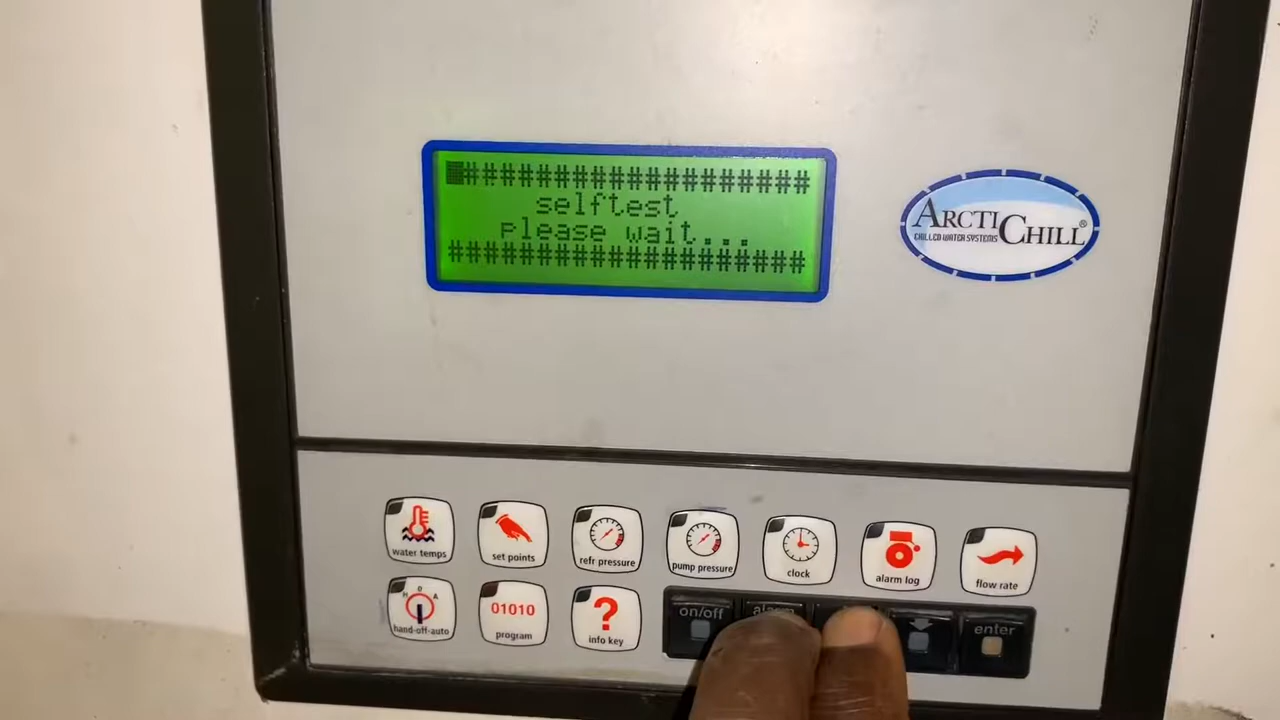 ####################
selftest
please wait...
####################
ARCTICHILL®
CHILLED WATER SYSTEMS
water temps
set points
refr pressure
pump pressure
clock
alarm log
flow rate
H O A
hand-off-auto
01010
program
?
info key
on/off
alarm
enter